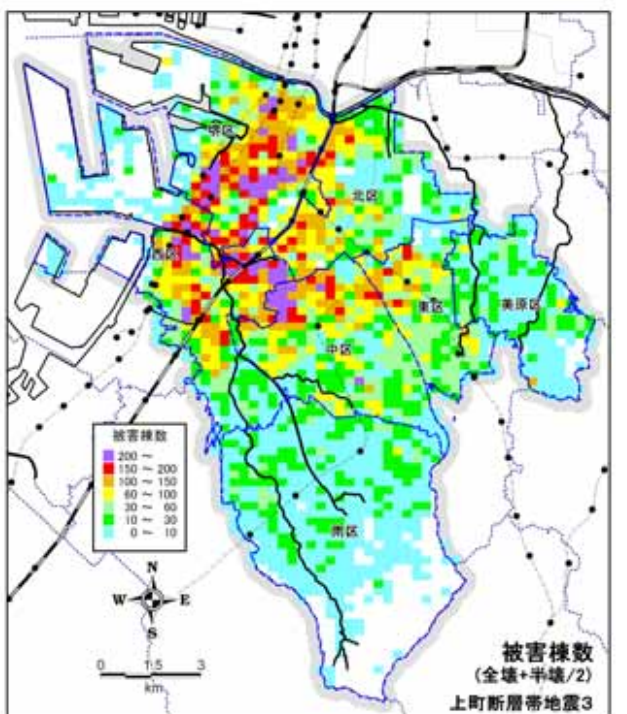 堺区
北区
西区
東区
美原区
中区
南区
被害棟数
200 ～
150 ～ 200
100 ～ 150
60 ～ 100
30 ～ 60
10 ～ 30
0 ～ 10
N
W
E
S
0 1.5 3
km
被害棟数
(全壊+半壊/2)
上町断層帯地震3